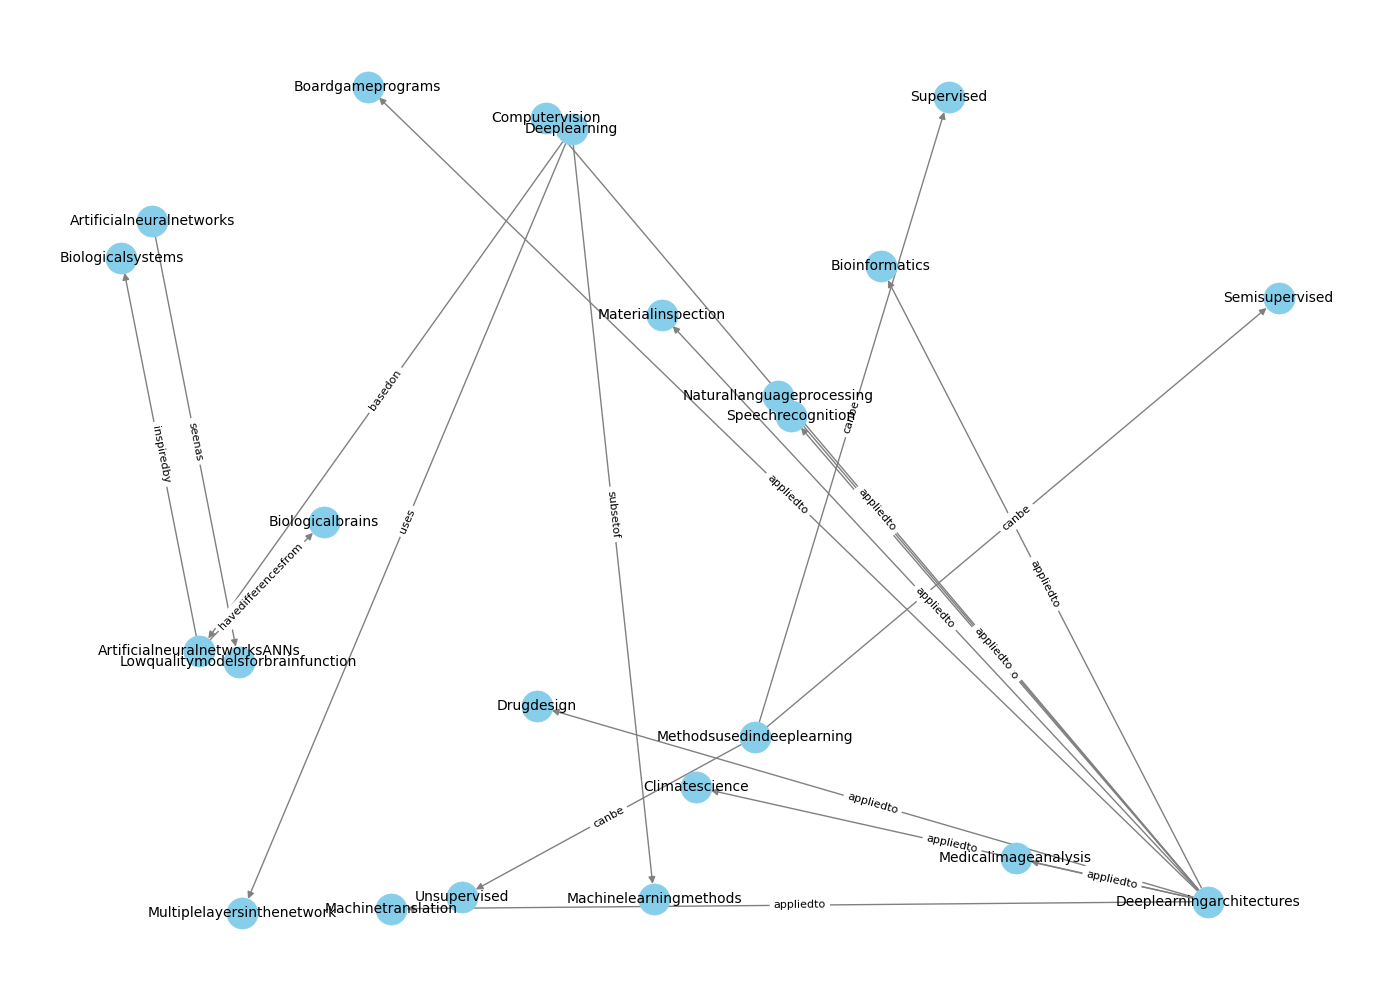 Boardgameprograms
Supervised
Computervision
Deeplearning
Artificialneuralnetworks
Biologicalsystems
Bioinformatics
Semisupervised
Materialinspection
basedon
Naturallanguageprocessing
Speechrecognition
canbe
seenas
inspiredby
appliedto
subsetof
appliedto
canbe
uses
Biologicalbrains
havedifferencesfrom
appliedto
appliedto
appliedto
o
ArtificialneuralnetworksANNs
Lowqualitymodelsforbrainfunction
Drugdesign
Methodsusedindeeplearning
Climatescience
appliedto
canbe
appliedto
Medicalimageanalysis
appliedto
Unsupervised
Machinelearningmethods
Machinetranslation
Multiplelayersinthenetwork
appliedto
Deeplearningarchitectures